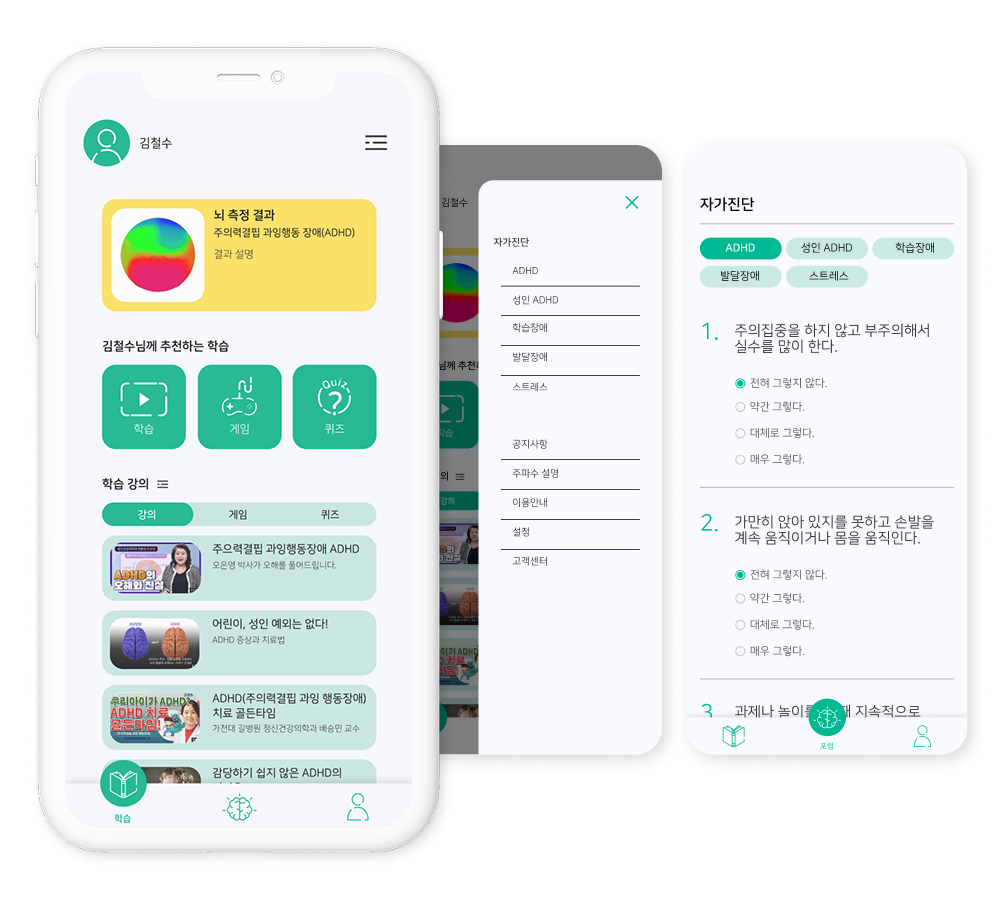 김철수
뇌 측정 결과
주의력결핍 과잉행동 장애(ADHD)
결과 설명
김철수님께 추천하는 학습
학습
게임
Quiz
퀴즈
학습 강의
강의
게임
퀴즈
ADHD의
오해와 진실
주의력결핍 과잉행동장애 ADHD
오은영 박사가 오해를 풀어드립니다.
ADHD
어린이, 성인 예외는 없다!
ADHD 증상과 치료법
우리아이가 ADHD?
ADHD 치료
골든타임!
ADHD(주의력결핍 과잉 행동장애)
치료 골든타임
가천대 길병원 정신건강의학과 배승민 교수
감당하기 쉽지 않은 ADHD의
학습
김철수
강의
자가진단
ADHD
성인 ADHD
학습장애
발달장애
스트레스
공지사항
주파수 설명
이용안내
설정
고객센터
자가진단
ADHD
성인 ADHD
학습장애
발달장애
스트레스
1. 주의집중을 하지 않고 부주의해서
실수를 많이 한다.
전혀 그렇지 않다.
약간 그렇다.
대체로 그렇다.
매우 그렇다.
2. 가만히 앉아 있지를 못하고 손발을
계속 움직이거나 몸을 움직인다.
전혀 그렇지 않다.
약간 그렇다.
대체로 그렇다.
매우 그렇다.
3. 과제나 놀이를 지속적으로
포럼